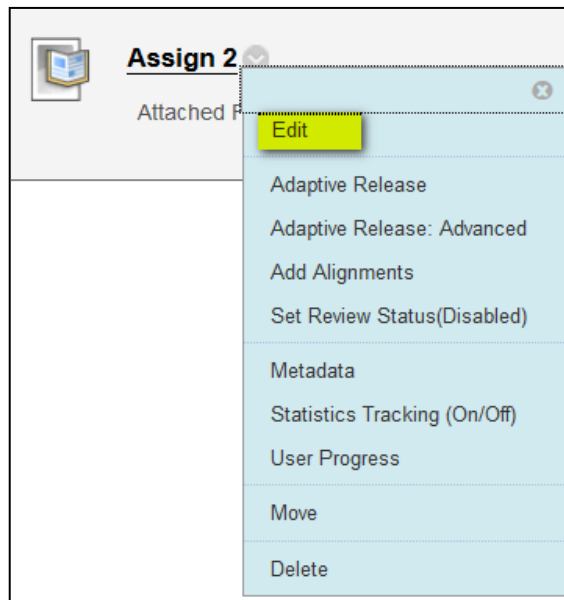 Assign 2
Attached
Edit
Adaptive Release
Adaptive Release: Advanced
Add Alignments
Set Review Status(Disabled)
Metadata
Statistics Tracking (On/Off)
User Progress
Move
Delete